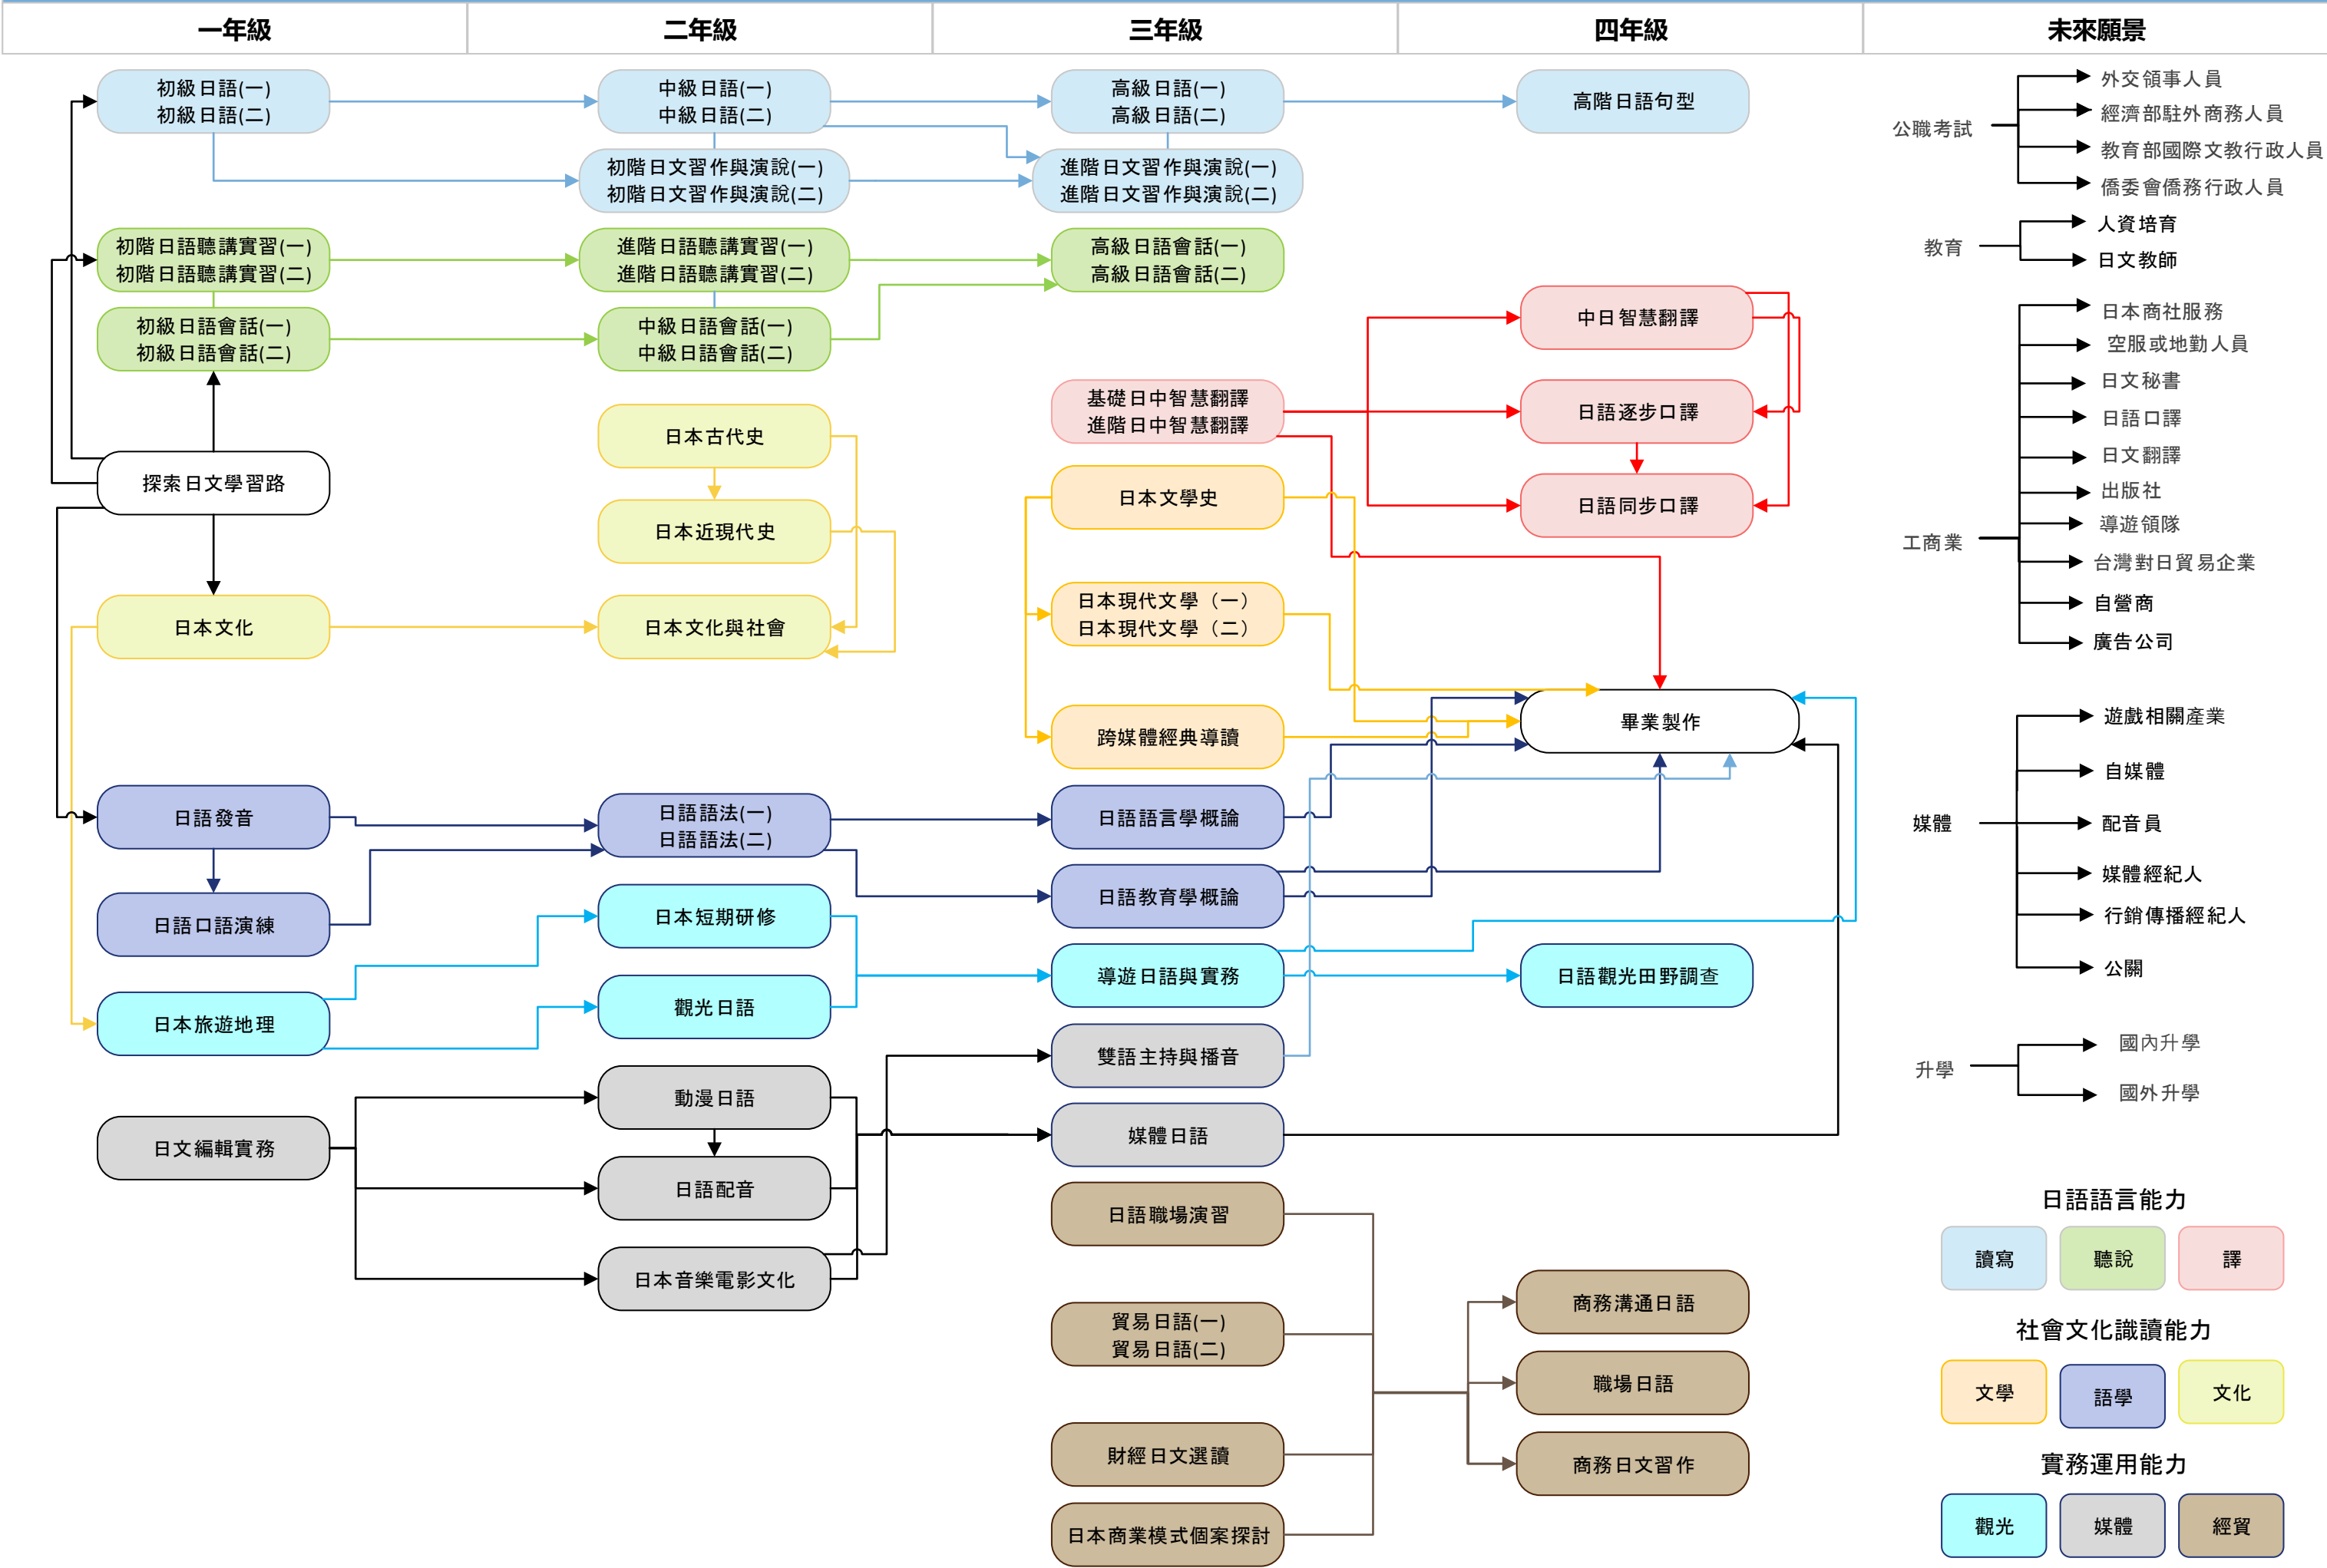 一年級
二年級
三年級
四年級
未來願景
初級日語(一)
初級日語(二)
初階日語聽講實習(一)
初階日語聽講實習(二)
初級日語會話(一)
初級日語會話(二)
探索日文學習路
日本文化
日語發音
日語口語演練
日本旅遊地理
日文編輯實務
中級日語(一)
中級日語(二)
初階日文習作與演說(一)
初階日文習作與演說(二)
進階日語聽講實習(一)
進階日語聽講實習(二)
中級日語會話(一)
中級日語會話(二)
日本古代史
日本近現代史
日本文化與社會
日語語法(一)
日語語法(二)
日本短期研修
觀光日語
動漫日語
日語配音
日本音樂電影文化
高級日語(一)
高級日語(二)
進階日文習作與演說(一)
進階日文習作與演說(二)
高級日語會話(一)
高級日語會話(二)
基礎日中智慧翻譯
進階日中智慧翻譯
日本文學史
日本現代文學（一）
日本現代文學（二）
跨媒體經典導讀
日語語言學概論
日語教育學概論
導遊日語與實務
雙語主持與播音
媒體日語
日語職場演習
貿易日語(一)
貿易日語(二)
財經日文選讀
日本商業模式個案探討
高階日語句型
中日智慧翻譯
日語逐步口譯
日語同步口譯
畢業製作
日語觀光田野調查
商務溝通日語
職場日語
商務日文習作
公職考試
外交領事人員
經濟部駐外商務人員
教育部國際文教行政人員
僑委會僑務行政人員
教育
人資培育
日文教師
工商業
日本商社服務
空服或地勤人員
日文秘書
日語口譯
日文翻譯
出版社
導遊領隊
台灣對日貿易企業
自營商
廣告公司
媒體
遊戲相關產業
自媒體
配音員
媒體經紀人
行銷傳播經紀人
公關
升學
國內升學
國外升學
日語語言能力
讀寫
聽說
譯
社會文化識讀能力
文學
語學
文化
實務運用能力
觀光
媒體
經貿